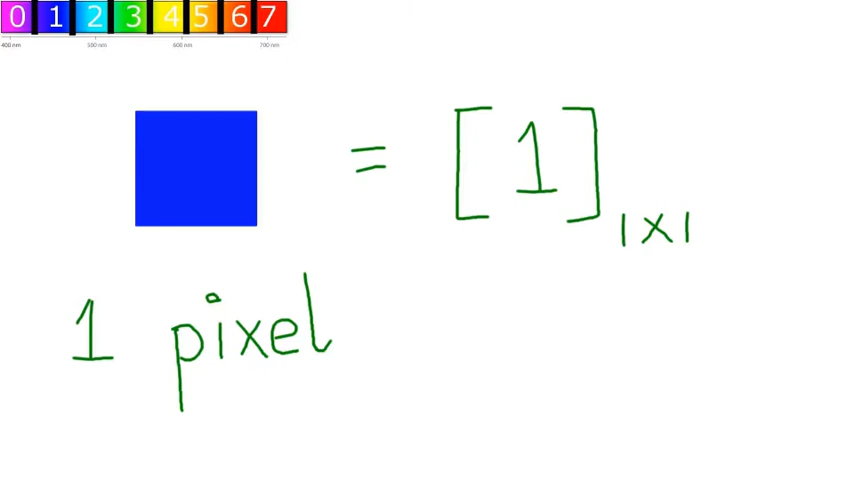 0 1 2 3 4 5 6 7
400 nm 500 nm 600 nm 700 nm
= [ 1 ] 1x1
1 pixel